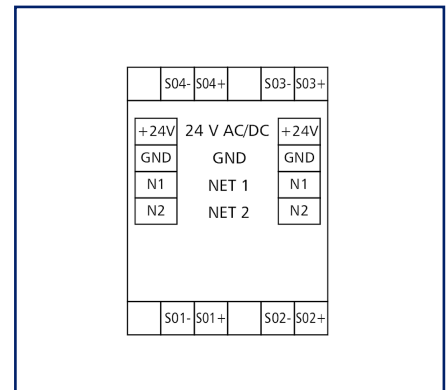 S04- S04+ S03- S03+
+24V 24 V AC/DC +24V
GND GND GND
N1 NET 1 N1
N2 NET 2 N2
S01- S01+ S02- S02+